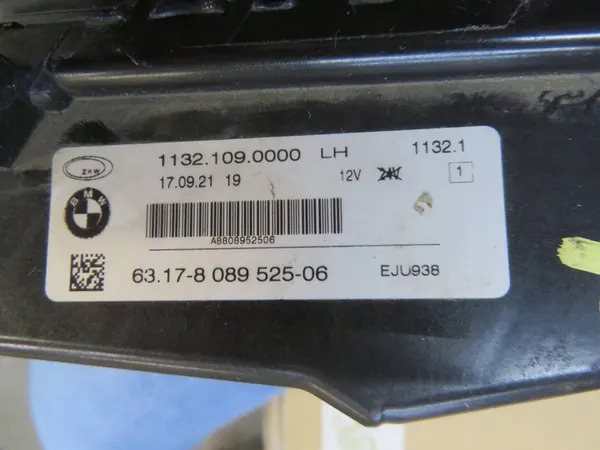 1132.109.0000 LH 1132.1
ZKW
17.09.21 19 12V 24V 1
BMW
A8808952506
63.17-8 089 525-06 EJU938